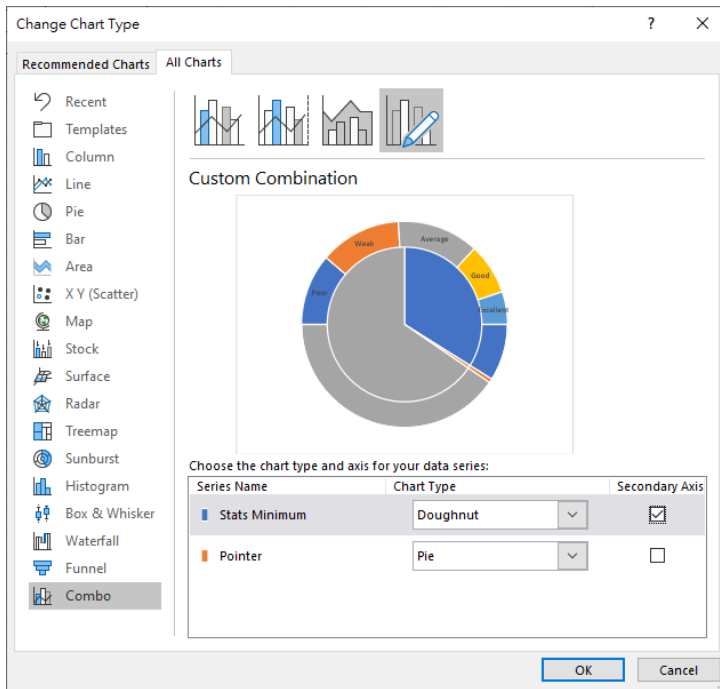 Change Chart Type
?
Recommended Charts
All Charts
Recent
Templates
Column
Line
Pie
Bar
Area
X Y (Scatter)
Map
Stock
Surface
Radar
Treemap
Sunburst
Histogram
Box & Whisker
Waterfall
Funnel
Combo
Custom Combination
Poor
Weak
Average
Good
Excellent
Choose the chart type and axis for your data series:
Series Name Chart Type Secondary Axis
Stats Minimum Doughnut
Pointer Pie
OK Cancel